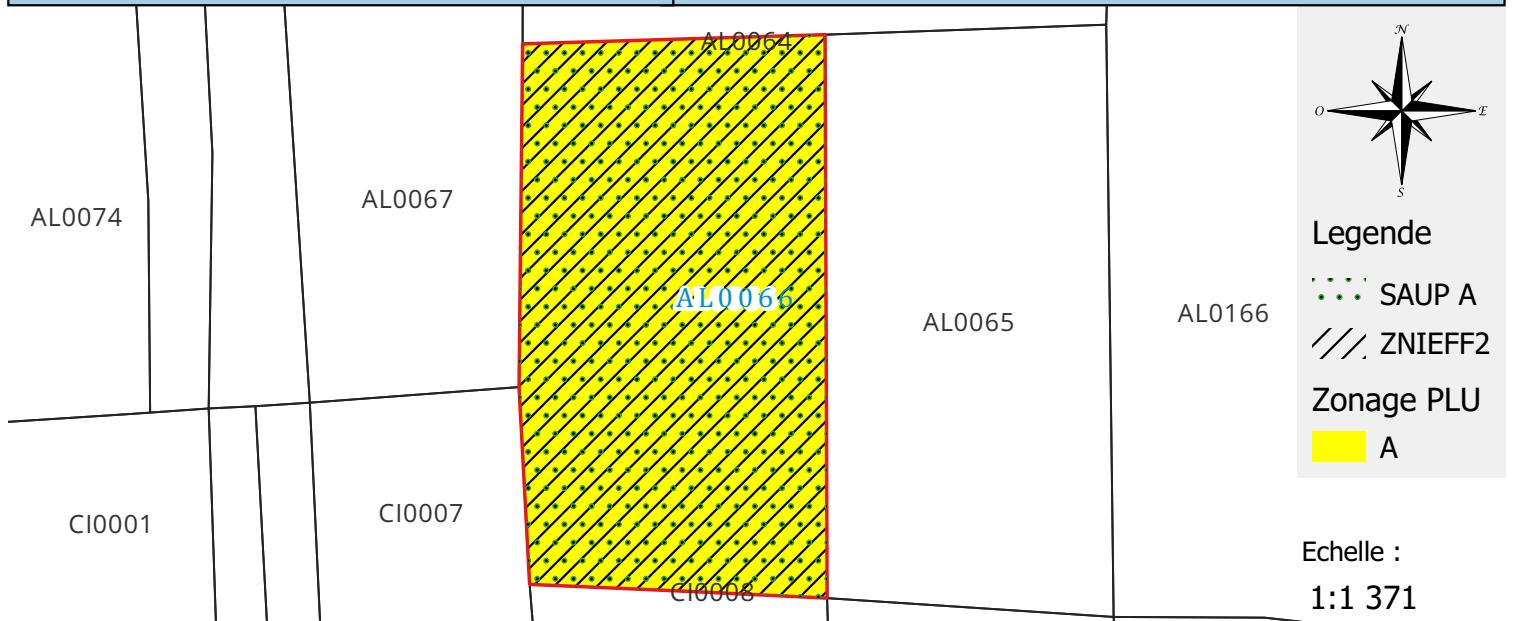 AL0064
AL0074
AL0067
AL0066
AL0065
AL0166
CI0001
CI0007
CI0008
N
O
E
S
Legende
SAUP A
ZNIEFF2
Zonage PLU
A
Echelle :
1:1 371